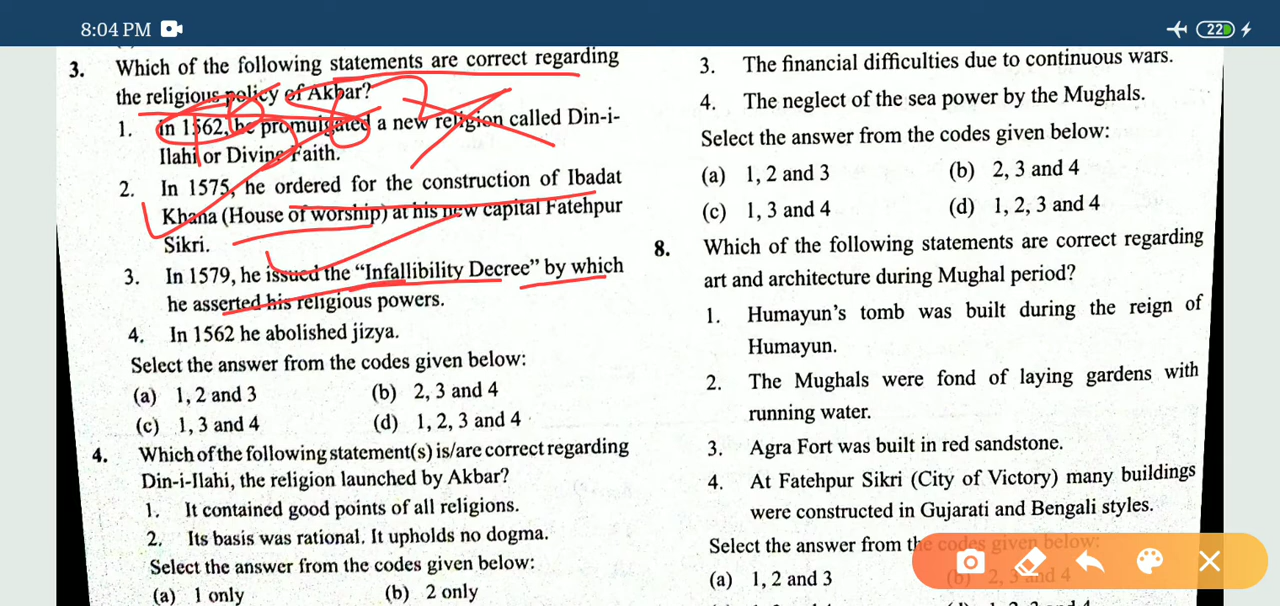 8:04 PM
22
3. Which of the following statements are correct regarding
the religious policy of Akbar?
1. In 1562, he promulgated a new religion called Din-i-
Ilahi or Divine Faith.
2. In 1575, he ordered for the construction of Ibadat
Khana (House of worship) at his new capital Fatehpur
Sikri.
3. In 1579, he issued the “Infallibility Decree” by which
he asserted his religious powers.
4. In 1562 he abolished jizya.
Select the answer from the codes given below:
(a) 1, 2 and 3 (b) 2, 3 and 4
(c) 1, 3 and 4 (d) 1, 2, 3 and 4
4. Which of the following statement(s) is/are correct regarding
Din-i-Ilahi, the religion launched by Akbar?
1. It contained good points of all religions.
2. Its basis was rational. It upholds no dogma.
Select the answer from the codes given below:
(a) 1 only (b) 2 only
3. The financial difficulties due to continuous wars.
4. The neglect of the sea power by the Mughals.
Select the answer from the codes given below:
(a) 1, 2 and 3 (b) 2, 3 and 4
(c) 1, 3 and 4 (d) 1, 2, 3 and 4
8. Which of the following statements are correct regarding
art and architecture during Mughal period?
1. Humayun’s tomb was built during the reign of
Humayun.
2. The Mughals were fond of laying gardens with
running water.
3. Agra Fort was built in red sandstone.
4. At Fatehpur Sikri (City of Victory) many buildings
were constructed in Gujarati and Bengali styles.
Select the answer from the codes given below:
(a) 1, 2 and 3 (b) 2, 3 and 4